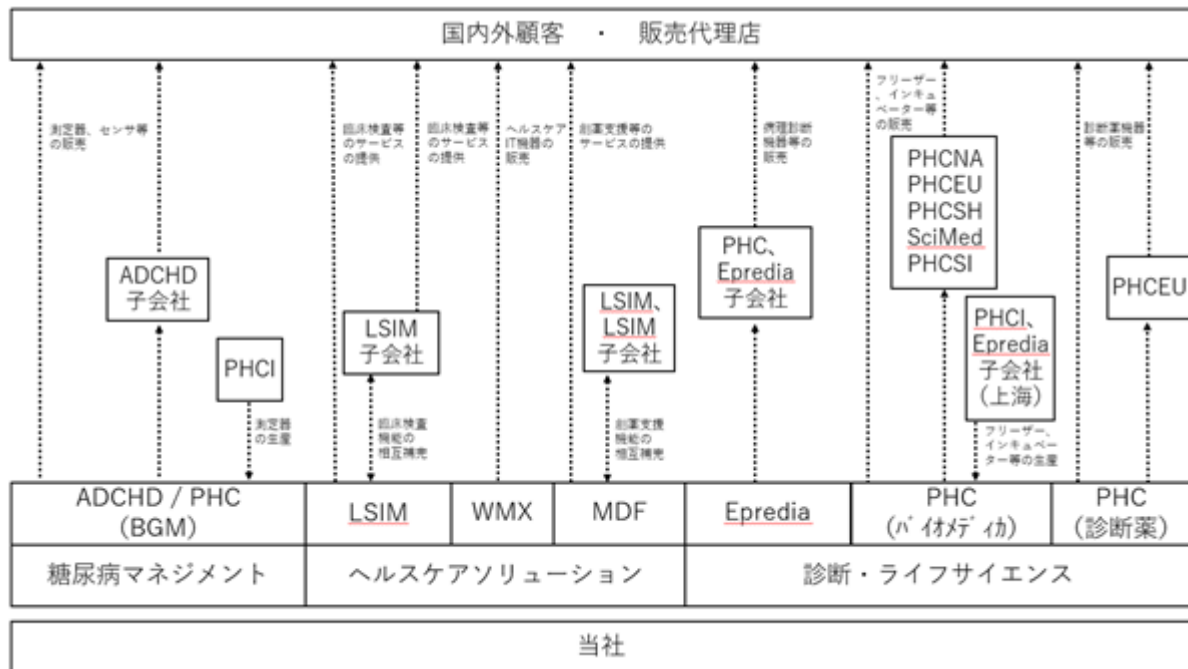 国内外顧客 ・ 販売代理店
測定器、センサ等
の販売
臨床検査等
のサービス
の提供
臨床検査等
のサービス
の提供
ヘルスケア
IT機器の
販売
創薬支援等の
サービスの提供
病理診断
機器等の
販売
フリーザー
、インキュ
ベーター等
の販売
診断薬機器
等の販売
ADCHD
子会社
PHCI
測定器
の生産
LSIM
子会社
臨床検査
機能の
相互補完
LSIM、
LSIM
子会社
創薬支援
機能の
相互補完
PHC、
Epredia
子会社
PHCNA
PHCEU
PHCSH
SciMed
PHCSI
PHCI、
Epredia
子会社
(上海)
フリーザー、
インキュベー
ター等の生産
PHCEU
ADCHD / PHC
(BGM)
LSIM
WMX
MDF
Epredia
PHC
(バイオメディカ)
PHC
(診断薬)
糖尿病マネジメント
ヘルスケアソリューション
診断・ライフサイエンス
当社